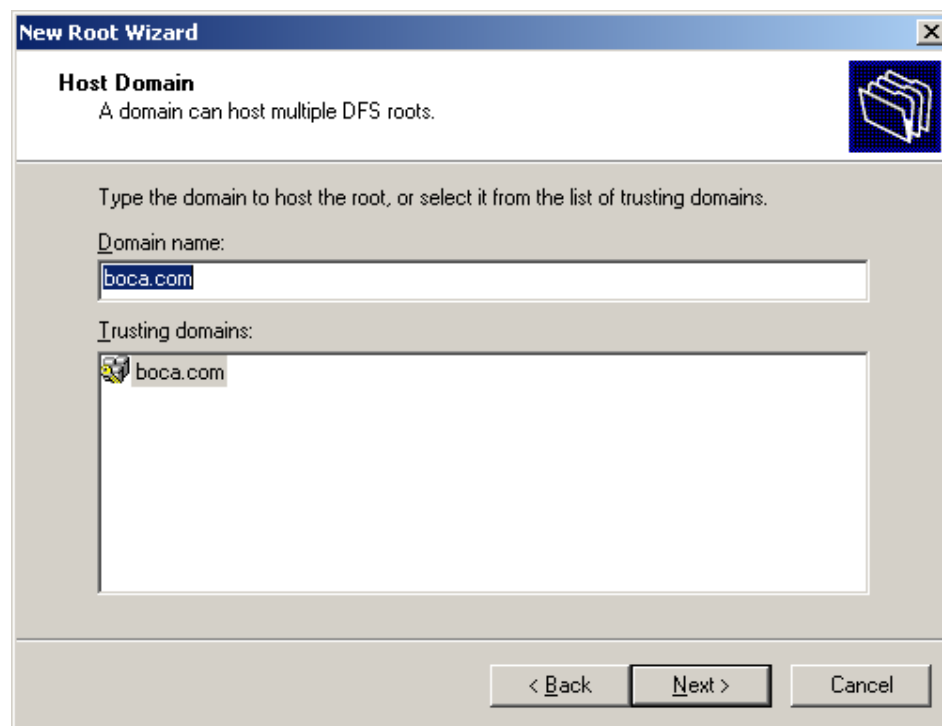 New Root Wizard
Host Domain
A domain can host multiple DFS roots.
Type the domain to host the root, or select it from the list of trusting domains.
Domain name:
boca.com
Trusting domains:
boca.com
< Back Next > Cancel